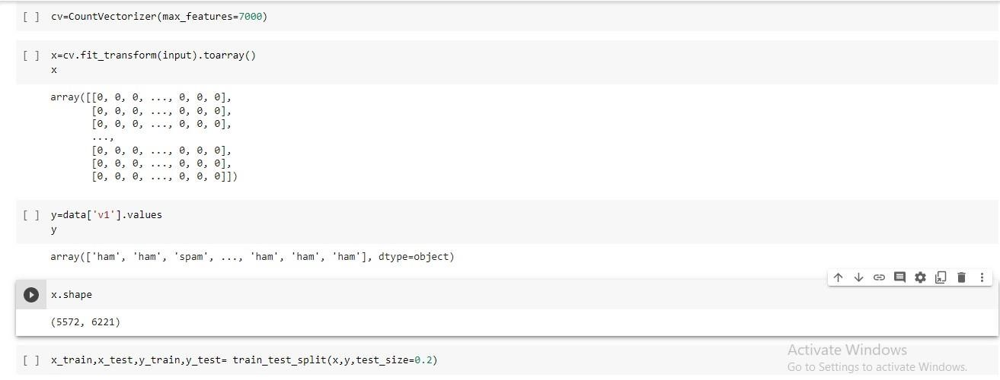 [ ] cv=CountVectorizer(max_features=7000)
[ ] x=cv.fit_transform(input).toarray()
x
array([[0, 0, 0, ..., 0, 0, 0],
[0, 0, 0, ..., 0, 0, 0],
[0, 0, 0, ..., 0, 0, 0],
...,
[0, 0, 0, ..., 0, 0, 0],
[0, 0, 0, ..., 0, 0, 0],
[0, 0, 0, ..., 0, 0, 0]])
[ ] y=data['v1'].values
y
array(['ham', 'ham', 'spam', ..., 'ham', 'ham', 'ham'], dtype=object)
x.shape
(5572, 6221)
[ ] x_train,x_test,y_train,y_test= train_test_split(x,y,test_size=0.2)
Activate Windows
Go to Settings to activate Windows.